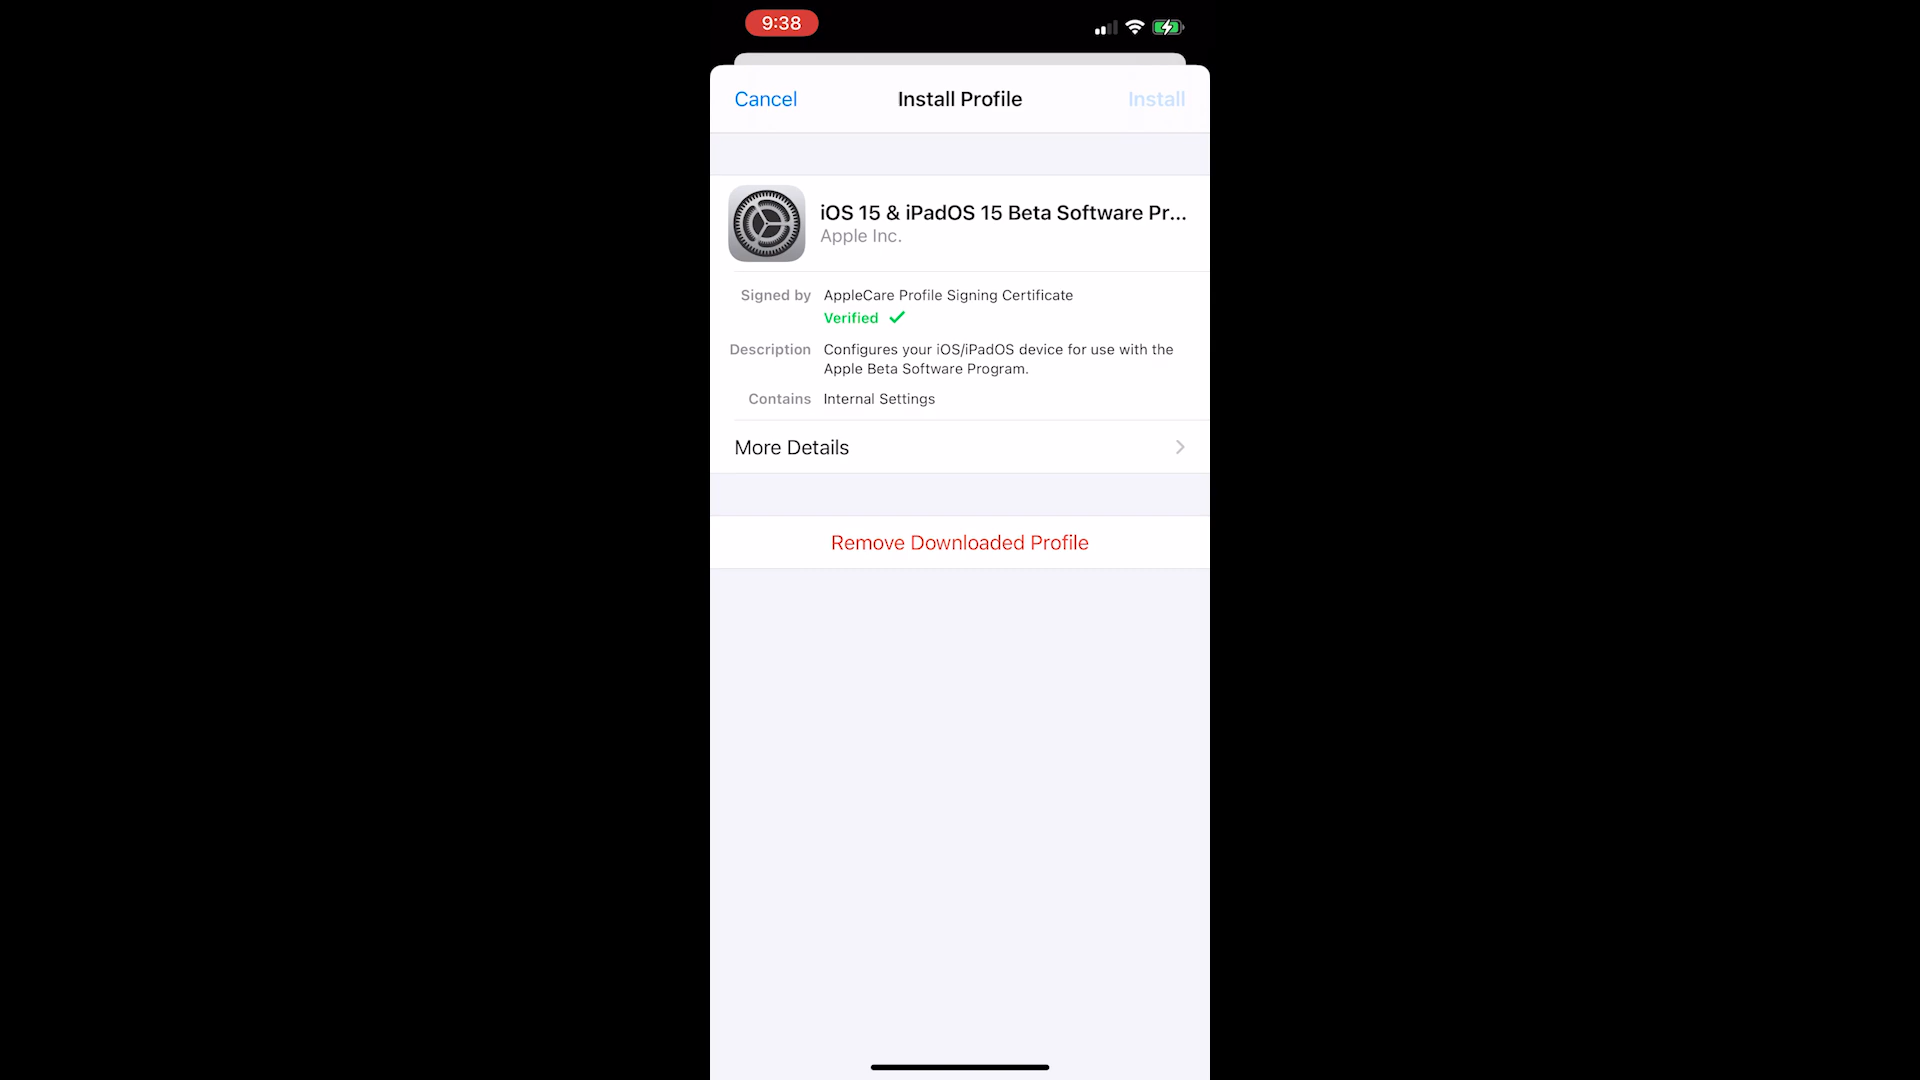 9:38
Cancel
Install Profile
Install
iOS 15 & iPadOS 15 Beta Software Pr...
Apple Inc.
Signed by
AppleCare Profile Signing Certificate
Verified
Description
Configures your iOS/iPadOS device for use with the
Apple Beta Software Program.
Contains
Internal Settings
More Details
Remove Downloaded Profile